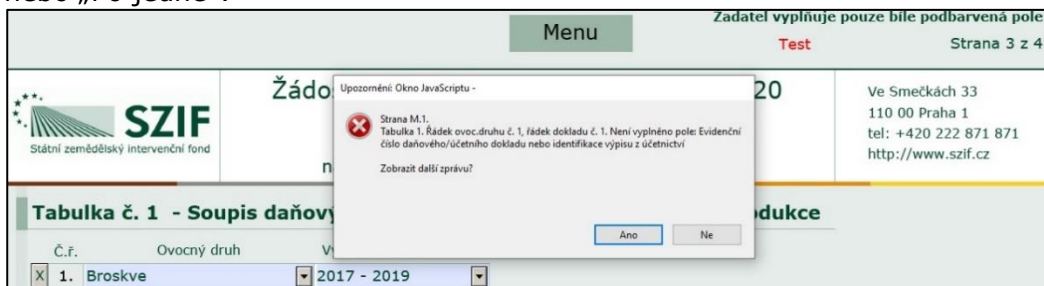 Žadatel vyplňuje pouze bíle podbarvená pole
Menu
Test
Strana 3 z 4
SZIF
Státní zemědělský intervenční fond
Žádo
20
n
Ve Smečkách 33
110 00 Praha 1
tel: +420 222 871 871
http://www.szif.cz
Upozornění: Okno JavaScriptu -
Strana M.1.
Tabulka 1. Řádek ovoc.druhu č. 1, řádek dokladu č. 1. Není vyplněno pole: Evidenční
číslo daňového/účetního dokladu nebo identifikace výpisu z účetnictví
Zobrazit další zprávu?
Ano
Ne
Tabulka č. 1 - Soupis daňový
dukce
Č.ř.
Ovocný druh
X 1. Broskve
2017 - 2019